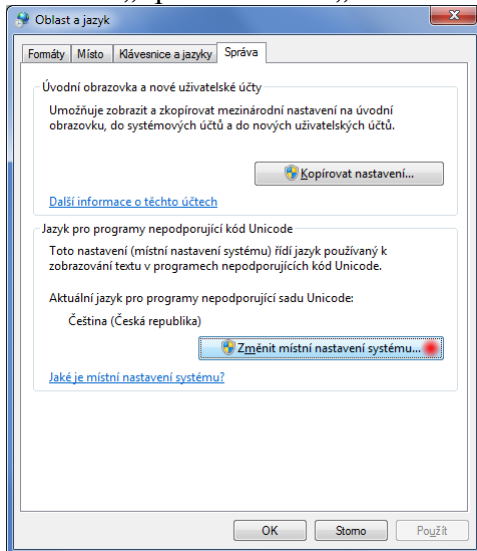 Oblast a jazyk
Formáty Místo Klávesnice a jazyky Správa
Úvodní obrazovka a nové uživatelské účty
Umožňuje zobrazit a zkopírovat mezinárodní nastavení na úvodní
obrazovku, do systémových účtů a do nových uživatelských účtů.
Kopírovat nastavení...
Další informace o těchto účtech
Jazyk pro programy nepodporující kód Unicode
Toto nastavení (místní nastavení systému) řídí jazyk používaný k
zobrazování textu v programech nepodporujících kód Unicode.
Aktuální jazyk pro programy nepodporující sadu Unicode:
Čeština (Česká republika)
Změnit místní nastavení systému...
Jaké je místní nastavení systému?
OK Storno Použít